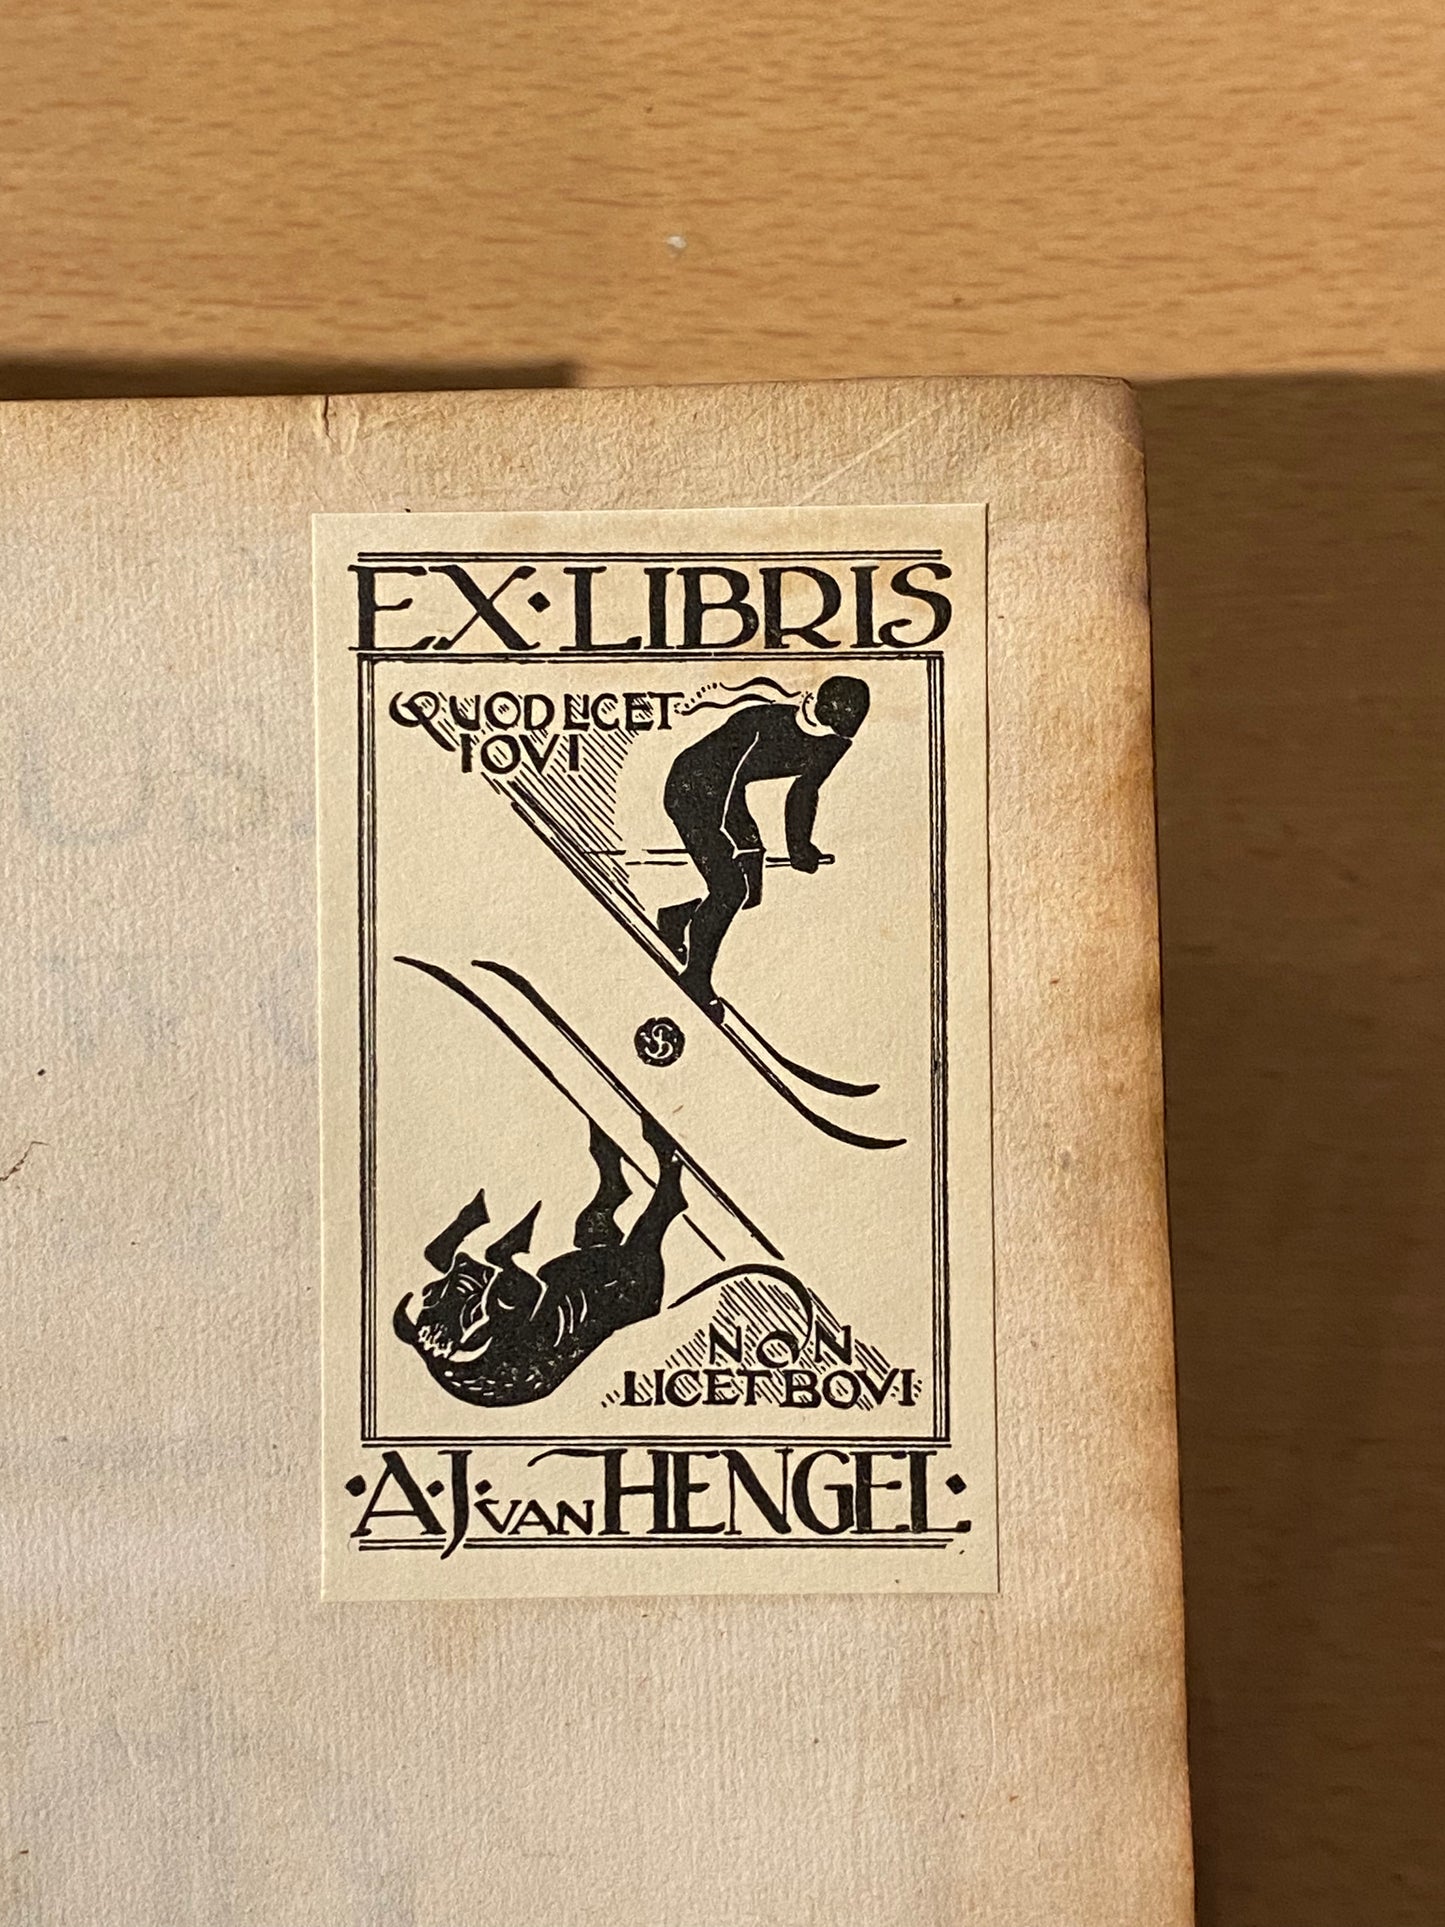 EX·LIBRIS
QUOD LICET
IOVI
NON
LICET BOVI
·A·J·VAN HENGEL·